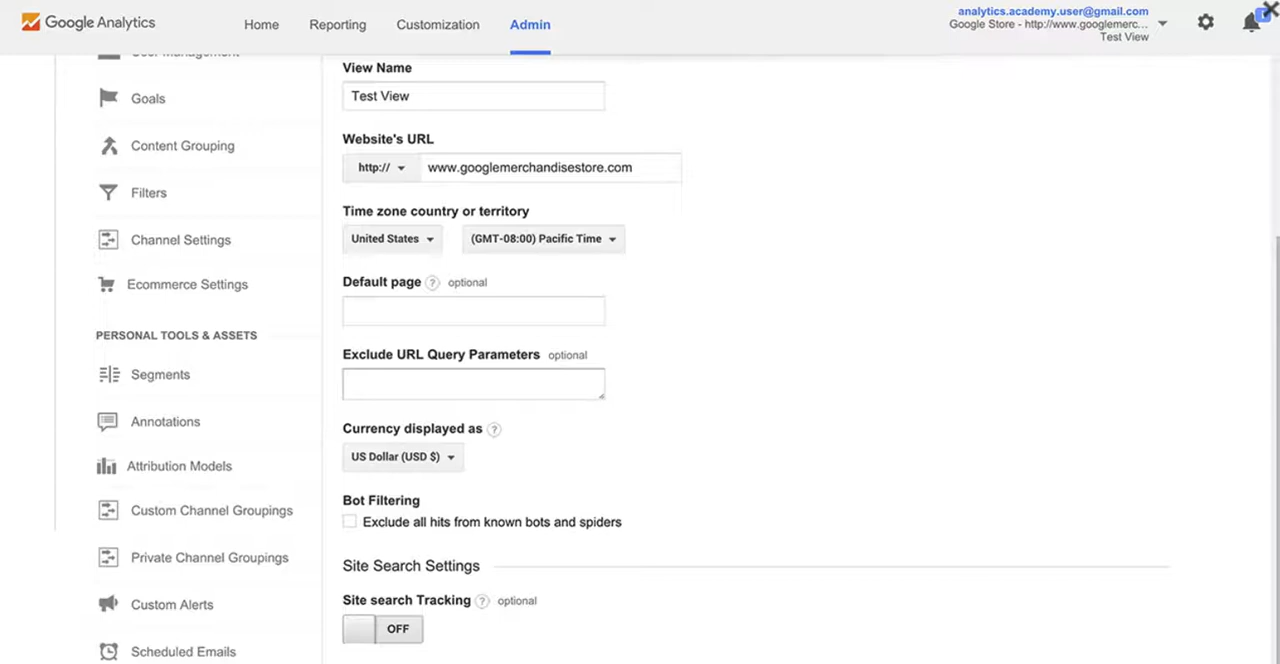 Google Analytics
Home Reporting Customization Admin
analytics.academy.user@gmail.com
Google Store - http://www.googlemerc...
Test View
User Management
Goals
Content Grouping
Filters
Channel Settings
Ecommerce Settings
PERSONAL TOOLS & ASSETS
Segments
Annotations
Attribution Models
Custom Channel Groupings
Private Channel Groupings
Custom Alerts
Scheduled Emails
View Name
Test View
Website's URL
http:// www.googlemerchandisestore.com
Time zone country or territory
United States (GMT-08:00) Pacific Time
Default page ? optional
Exclude URL Query Parameters optional
Currency displayed as ?
US Dollar (USD $)
Bot Filtering
Exclude all hits from known bots and spiders
Site Search Settings
Site search Tracking ? optional
OFF